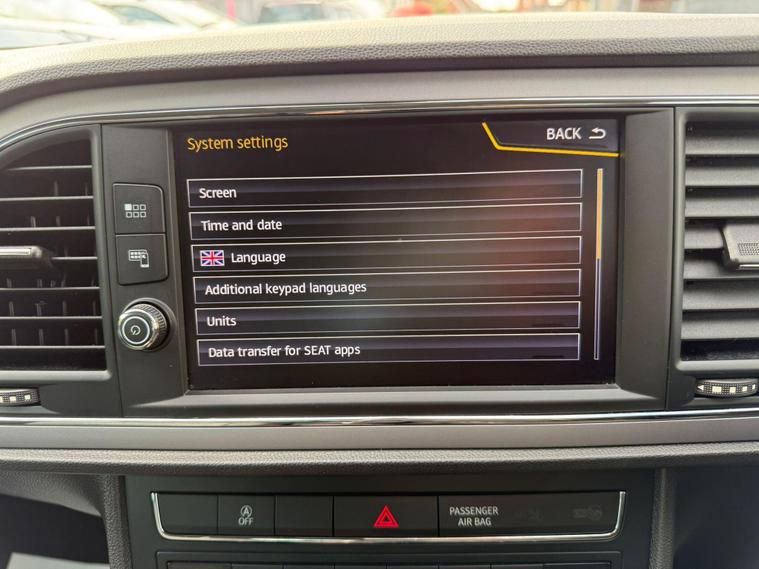 System settings
BACK
Screen
Time and date
Language
Additional keypad languages
Units
Data transfer for SEAT apps
A
OFF
PASSENGER
AIR BAG